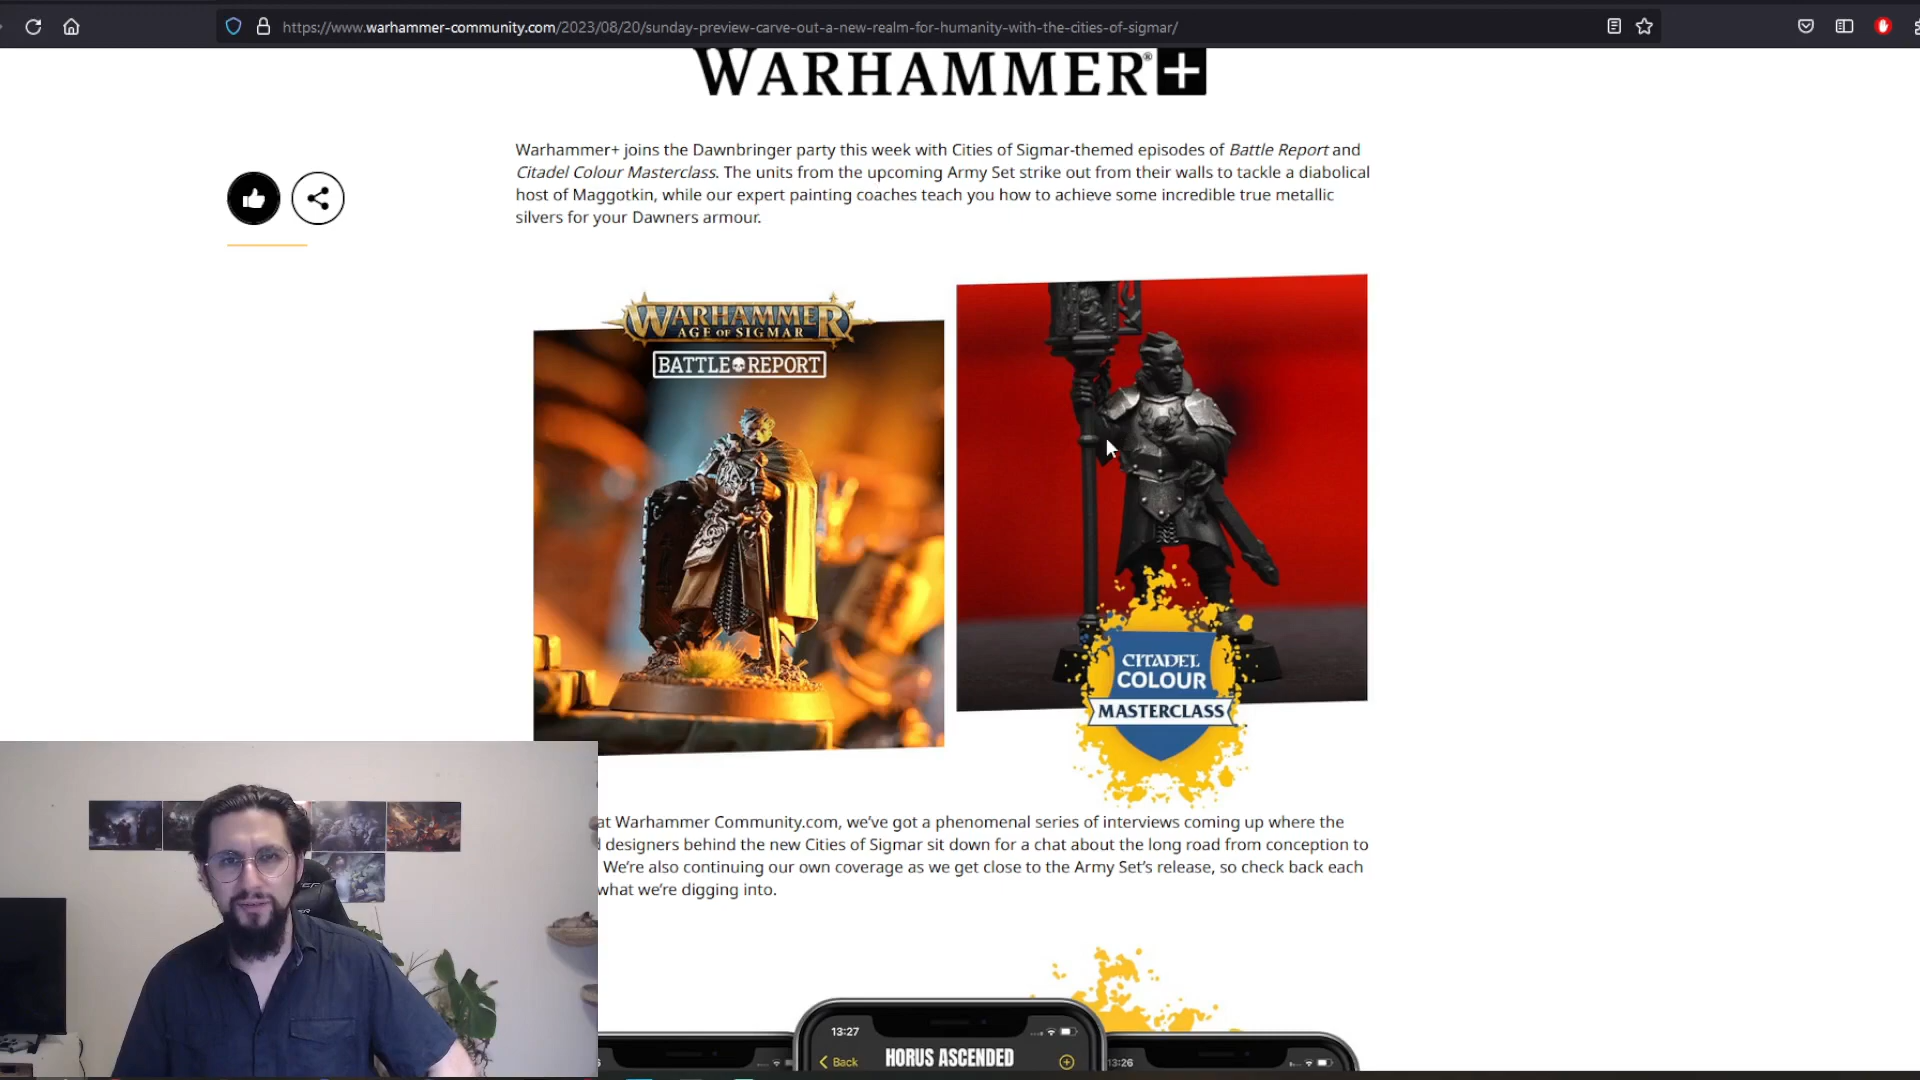 https://www.warhammer-community.com/2023/08/20/sunday-preview-carve-out-a-new-realm-for-humanity-with-the-cities-of-sigmar/
WARHAMMER®+
Warhammer+ joins the Dawnbringer party this week with Cities of Sigmar-themed episodes of Battle Report and
Citadel Colour Masterclass. The units from the upcoming Army Set strike out from their walls to tackle a diabolical
host of Maggotkin, while our expert painting coaches teach you how to achieve some incredible true metallic
silvers for your Dawners armour.
WARHAMMER
AGE OF SIGMAR
BATTLE REPORT
CITADEL
COLOUR
MASTERCLASS
at Warhammer Community.com, we've got a phenomenal series of interviews coming up where the
designers behind the new Cities of Sigmar sit down for a chat about the long road from conception to
We're also continuing our own coverage as we get close to the Army Set's release, so check back each
what we're digging into.
13:27
Back
HORUS ASCENDED
13:26